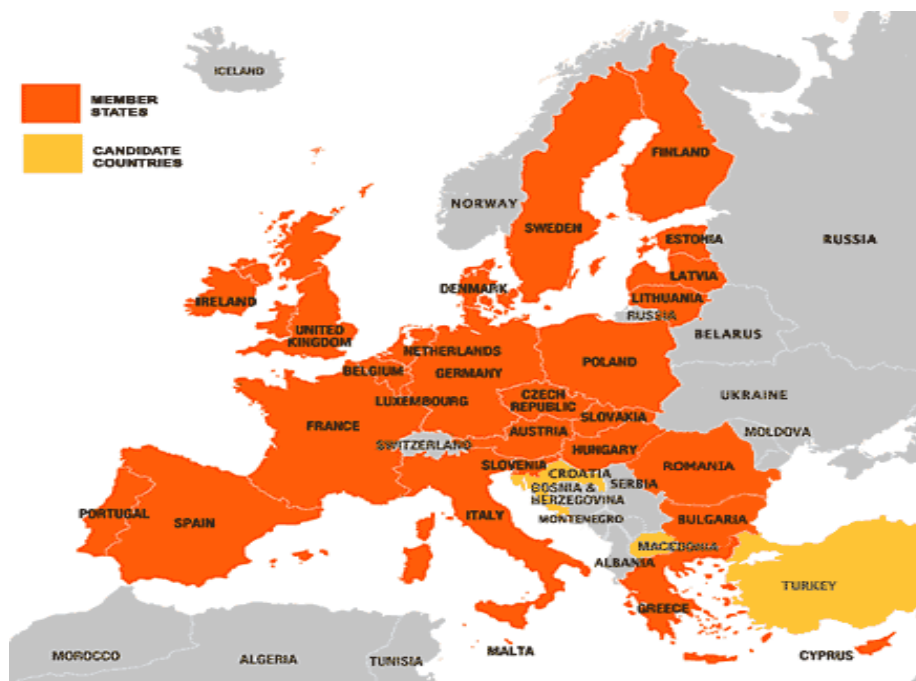 ICELAND
MEMBER
STATES
CANDIDATE
COUNTRIES
FINLAND
NORWAY
SWEDEN
RUSSIA
ESTONIA
LATVIA
DENMARK
LITHUANIA
RUSSIA
IRELAND
UNITED
KINGDOM
BELARUS
NETHERLANDS
POLAND
BELGIUM
GERMANY
CZECH
REPUBLIC
UKRAINE
LUXEMBOURG
SLOVAKIA
FRANCE
AUSTRIA
MOLDOVA
SWITZERLAND
HUNGARY
SLOVENIA
CROATIA
ROMANIA
BOSNIA &
HERZEGOVINA
SERBIA
PORTUGAL
SPAIN
ITALY
MONTENEGRO
BULGARIA
MACEDONIA
ALBANIA
TURKEY
GREECE
MALTA
CYPRUS
MOROCCO
ALGERIA
TUNISIA